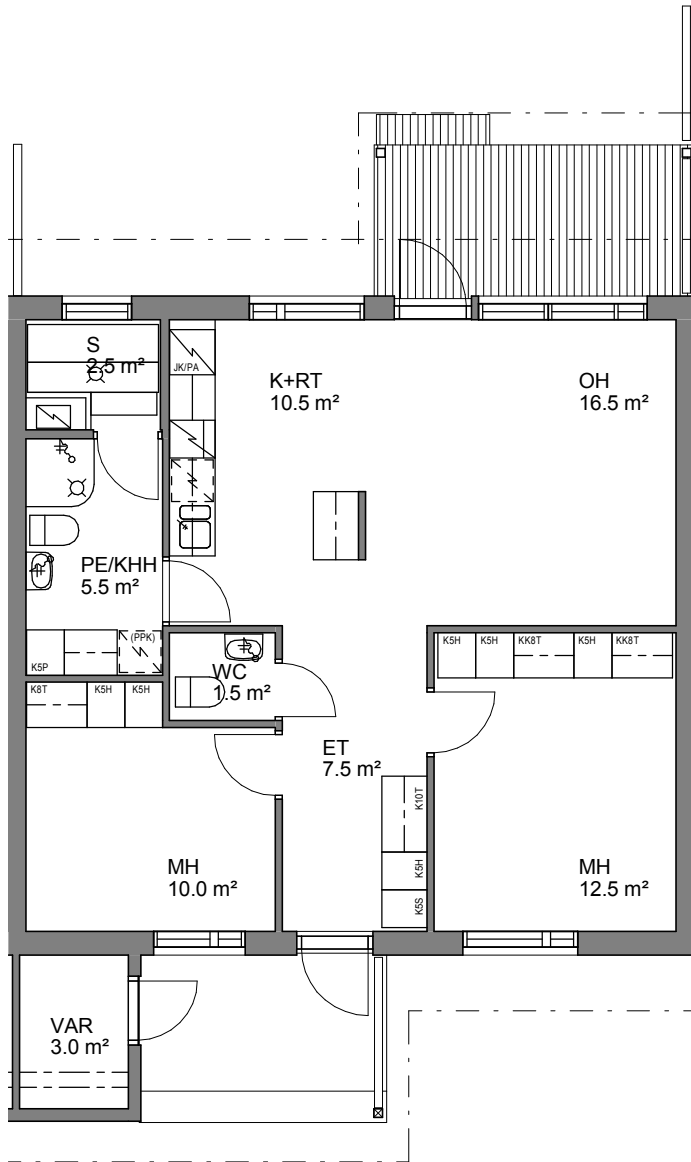 S
2.5 m²
JK/PA
K+RT
10.5 m²
OH
16.5 m²
PE/KHH
5.5 m²
(PPK)
K5P
WC
1.5 m²
K5H
K5H
KK8T
K5H
KK8T
K8T
K5H
K5H
ET
7.5 m²
K10T
K5H
K5S
MH
10.0 m²
MH
12.5 m²
VAR
3.0 m²